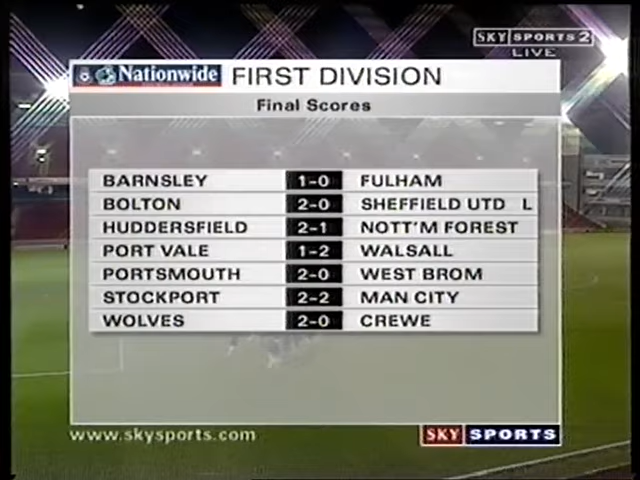 SKY SPORTS 2
LIVE
Nationwide FIRST DIVISION
Final Scores
BARNSLEY 1-0 FULHAM
BOLTON 2-0 SHEFFIELD UTD L
HUDDERSFIELD 2-1 NOTT'M FOREST
PORT VALE 1-2 WALSALL
PORTSMOUTH 2-0 WEST BROM
STOCKPORT 2-2 MAN CITY
WOLVES 2-0 CREWE
www.skysports.com
SKY SPORTS